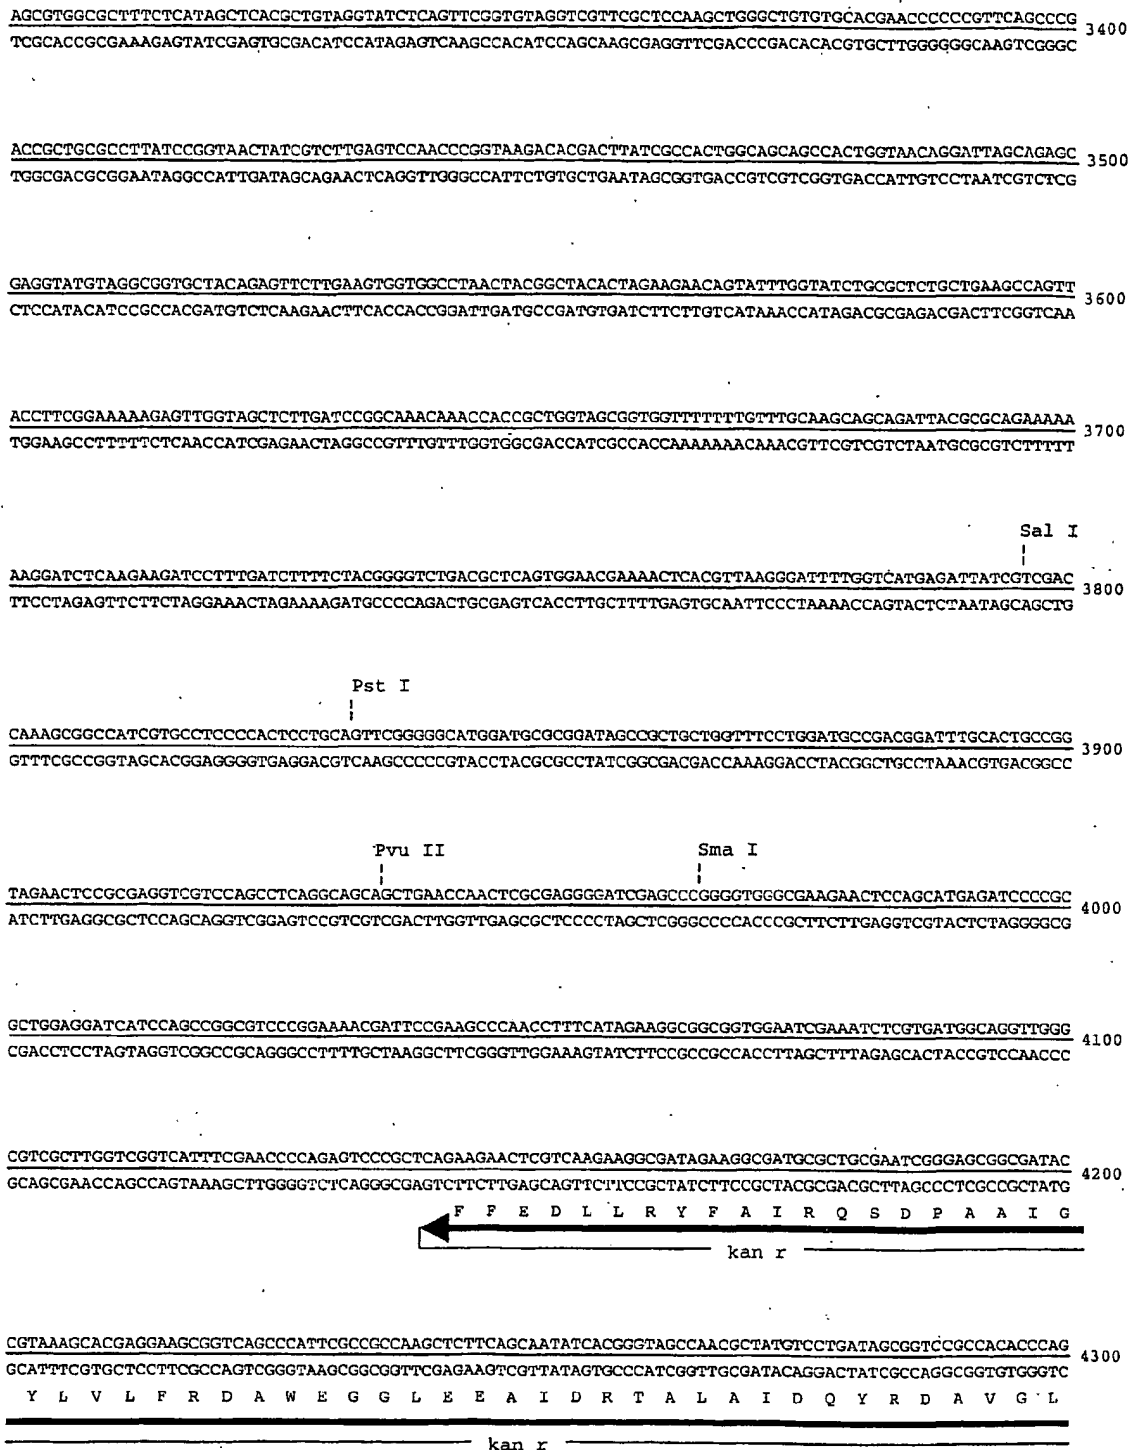 AGCGTGGCGCTTTCTCATAGCTCACGCTGTAGGTATCTCAGTTCGGTGTAGGTCGTTCGCTCCAAGCTGGGCTGTGTGCACGAACCCCCCGTTCAGCCCG
TCGCACCGCGAAAGAGTATCGAGTGCGACATCCATAGAGTCAAGCCACATCCAGCAAGCGAGGTTCGACCCGACACACGTGCTTGGGGGGCAAGTCGGGC
3400
ACCGCTGCGCCTTATCCGGTAACTATCGTCTTGAGTCCAACCCGGTAAGACACGACTTATCGCCACTGGCAGCAGCCACTGGTAACAGGATTAGCAGAGC
TGGCGACGCGGAATAGGCCATTGATAGCAGAACTCAGGTTGGGCCATTCTGTGCTGAATAGCGGTGACCGTCGTCGGTGACCATTGTCCTAATCGTCTCG
3500
GAGGTATGTAGGCGGTGCTACAGAGTTCTTGAAGTGGTGGCCTAACTACGGCTACACTAGAAGAACAGTATTTGGTATCTGCGCTCTGCTGAAGCCAGTT
CTCCATACATCCGCCACGATGTCTCAAGAACTTCACCACCGGATTGATGCCGATGTGATCTTCTTGTCATAAACCATAGACGCGAGACGACTTCGGTCAA
3600
ACCTTCGGAAAAAGAGTTGGTAGCTCTTGATCCGGCAAACAAACCACCGCTGGTAGCGGTGGTTTTTTTGTTTGCAAGCAGCAGATTACGCGCAGAAAAA
TGGAAGCCTTTTTCTCAACCATCGAGAACTAGGCCGTTTGTTTGGTGGCGACCATCGCCACCAAAAAAACAAACGTTCGTCGTCTAATGCGCGTCTTTTT
3700
Sal I
AAGGATCTCAAGAAGATCCTTTGATCTTTTCTACGGGGTCTGACGCTCAGTGGAACGAAAACTCACGTTAAGGGATTTTGGTCATGAGATTATCGTCGAC
TTCCTAGAGTTCTTCTAGGAAACTAGAAAAGATGCCCCAGACTGCGAGTCACCTTGCTTTTGAGTGCAATTCCCTAAAACCAGTACTCTAATAGCAGCTG
3800
Pst I
CAAAGCGGCCATCGTGCCTCCCCACTCCTGCAGTTCGGGGGCATGGATGCGCGGATAGCCGCTGCTGGTTTCCTGGATGCCGACGGATTTGCACTGCCGG
GTTTCGCCGGTAGCACGGAGGGGTGAGGACGTCAAGCCCCCGTACCTACGCGCCTATCGGCGACGACCAAAGGACCTACGGCTGCCTAAACGTGACGGCC
3900
Pvu II Sma I
TAGAACTCCGCGAGGTCGTCCAGCCTCAGGCAGCAGCTGAACCAACTCGCGAGGGGATCGAGCCCGGGGTGGGCGAAGAACTCCAGCATGAGATCCCCGC
ATCTTGAGGCGCTCCAGCAGGTCGGAGTCCGTCGTCGACTTGGTTGAGCGCTCCCCTAGCTCGGGCCCCACCCGCTTCTTGAGGTCGTACTCTAGGGGCG
4000
GCTGGAGGATCATCCAGCCGGCGTCCCGGAAAACGATTCCGAAGCCCAACCTTTCATAGAAGGCGGCGGTGGAATCGAAATCTCGTGATGGCAGGTTGGG
CGACCTCCTAGTAGGTCGGCCGCAGGGCCTTTTGCTAAGGCTTCGGGTTGGAAAGTATCTTCCGCCGCCACCTTAGCTTTAGAGCACTACCGTCCAACCC
4100
CGTCGCTTGGTCGGTCATTTCGAACCCCAGAGTCCCGCTCAGAAGAACTCGTCAAGAAGGCGATAGAAGGCGATGCGCTGCGAATCGGGAGCGGCGATAC
GCAGCGAACCAGCCAGTAAAGCTTGGGGTCTCAGGGCGAGTCTTCTTGAGCAGTTCTTCCGCTATCTTCCGCTACGCGACGCTTAGCCCTCGCCGCTATG
4200
F F E D L L R Y F A I R Q S D P A A I G
kan r
CGTAAAGCACGAGGAAGCGGTCAGCCCATTCGCCGCCAAGCTCTTCAGCAATATCACGGGTAGCCAACGCTATGTCCTGATAGCGGTCCGCCACACCCAG
GCATTTCGTGCTCCTTCGCCAGTCGGGTAAGCGGCGGTTCGAGAAGTCGTTATAGTGCCCATCGGTTGCGATACAGGACTATCGCCAGGCGGTGTGGGTC
4300
Y L V L F R D A W E G G L E E A I D R T A L A I D Q Y R D A V G L
kan r